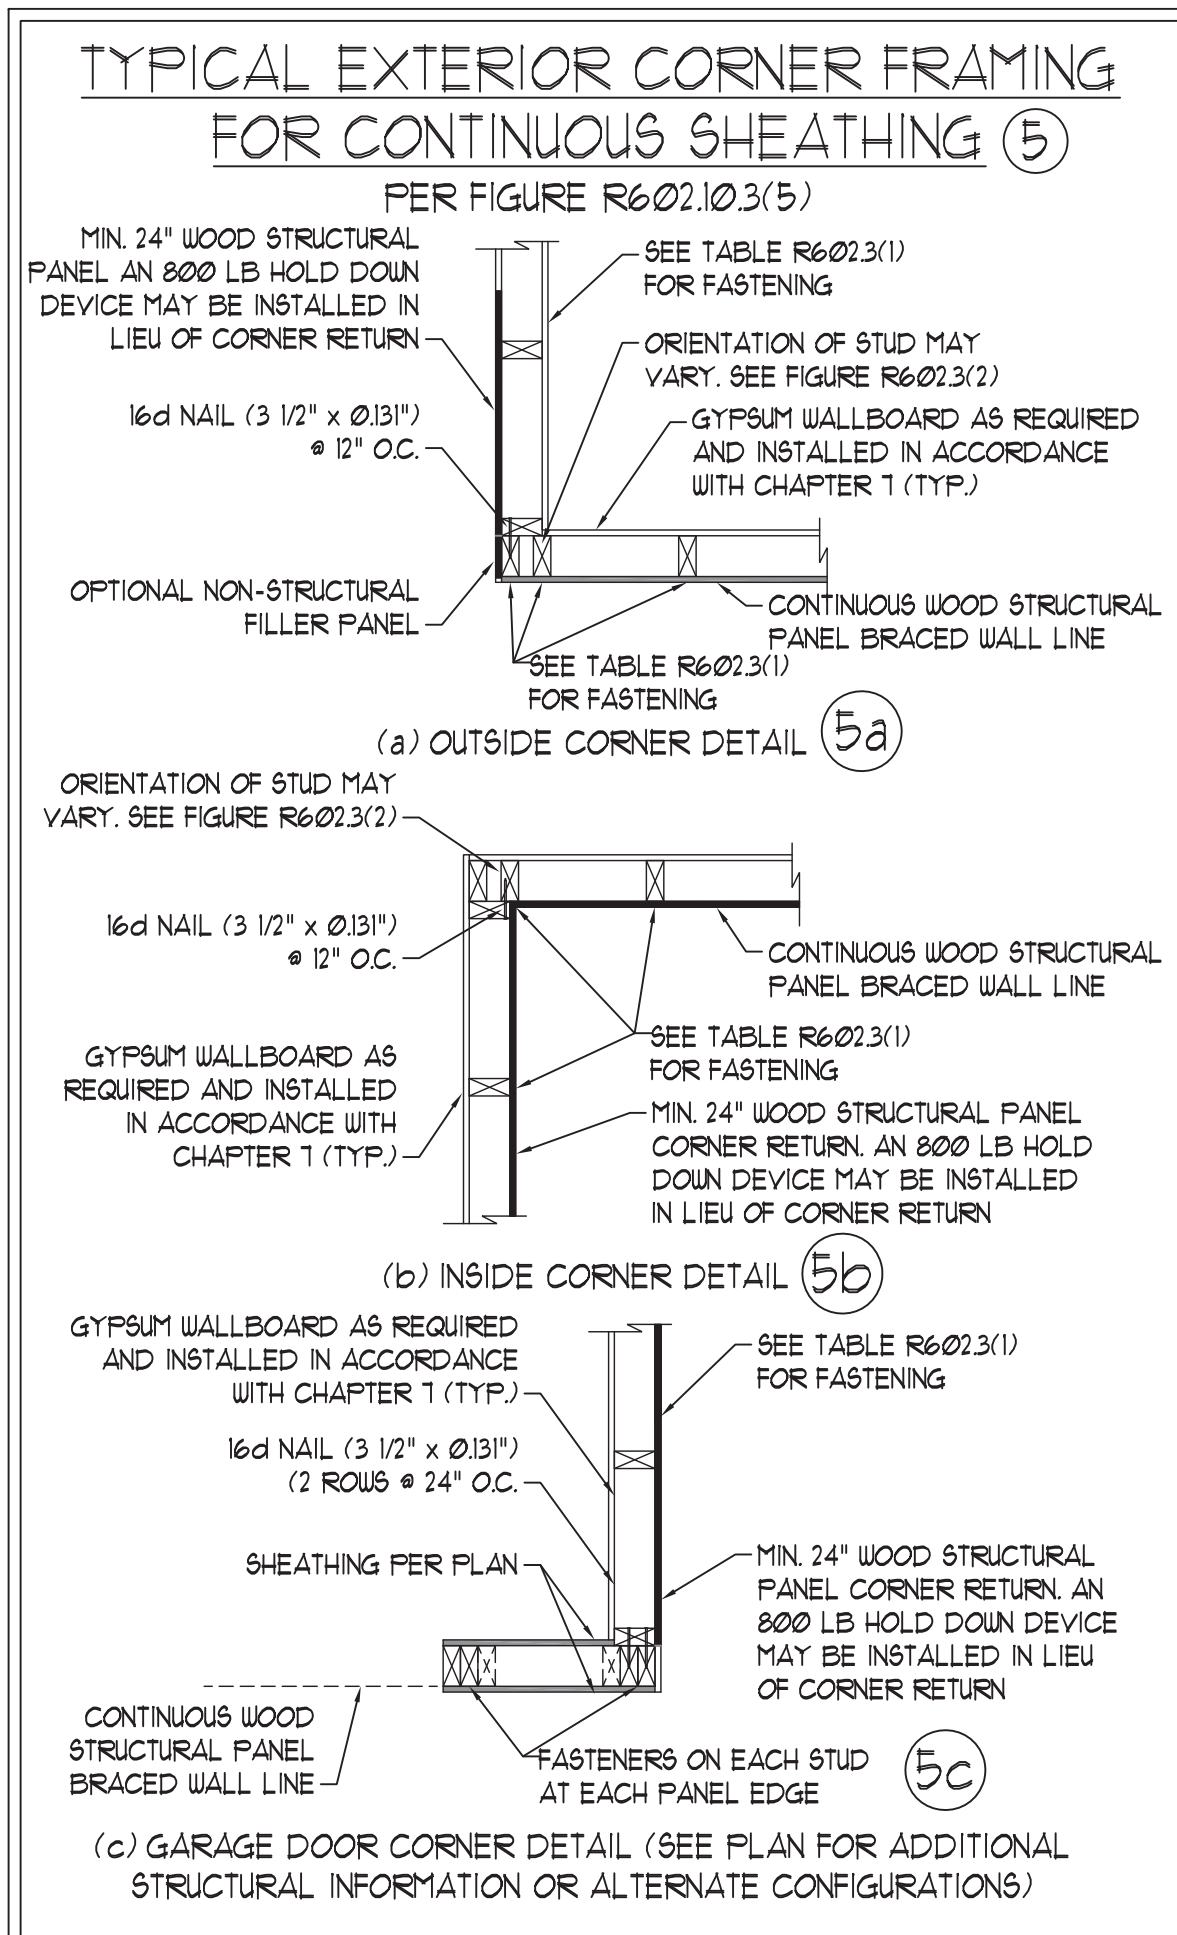 TYPICAL EXTERIOR CORNER FRAMING
FOR CONTINUOUS SHEATHING 5
PER FIGURE R602.10.3(5)
MIN. 24" WOOD STRUCTURAL
PANEL AN 800 LB HOLD DOWN
DEVICE MAY BE INSTALLED IN
LIEU OF CORNER RETURN
16d NAIL (3 1/2" x 0.131")
@ 12" O.C.
OPTIONAL NON-STRUCTURAL
FILLER PANEL
SEE TABLE R602.3(1)
FOR FASTENING
ORIENTATION OF STUD MAY
VARY. SEE FIGURE R602.3(2)
GYPSUM WALLBOARD AS REQUIRED
AND INSTALLED IN ACCORDANCE
WITH CHAPTER 7 (TYP.)
CONTINUOUS WOOD STRUCTURAL
PANEL BRACED WALL LINE
SEE TABLE R602.3(1)
FOR FASTENING
(a) OUTSIDE CORNER DETAIL 5a
ORIENTATION OF STUD MAY
VARY. SEE FIGURE R602.3(2)
16d NAIL (3 1/2" x 0.131")
@ 12" O.C.
GYPSUM WALLBOARD AS
REQUIRED AND INSTALLED
IN ACCORDANCE WITH
CHAPTER 7 (TYP.)
CONTINUOUS WOOD STRUCTURAL
PANEL BRACED WALL LINE
SEE TABLE R602.3(1)
FOR FASTENING
MIN. 24" WOOD STRUCTURAL PANEL
CORNER RETURN. AN 800 LB HOLD
DOWN DEVICE MAY BE INSTALLED
IN LIEU OF CORNER RETURN
(b) INSIDE CORNER DETAIL 5b
GYPSUM WALLBOARD AS REQUIRED
AND INSTALLED IN ACCORDANCE
WITH CHAPTER 7 (TYP.)
16d NAIL (3 1/2" x 0.131")
(2 ROWS @ 24" O.C.
SHEATHING PER PLAN
SEE TABLE R602.3(1)
FOR FASTENING
MIN. 24" WOOD STRUCTURAL
PANEL CORNER RETURN. AN
800 LB HOLD DOWN DEVICE
MAY BE INSTALLED IN LIEU
OF CORNER RETURN
CONTINUOUS WOOD
STRUCTURAL PANEL
BRACED WALL LINE
FASTENERS ON EACH STUD
AT EACH PANEL EDGE
5c
(c) GARAGE DOOR CORNER DETAIL (SEE PLAN FOR ADDITIONAL
STRUCTURAL INFORMATION OR ALTERNATE CONFIGURATIONS)